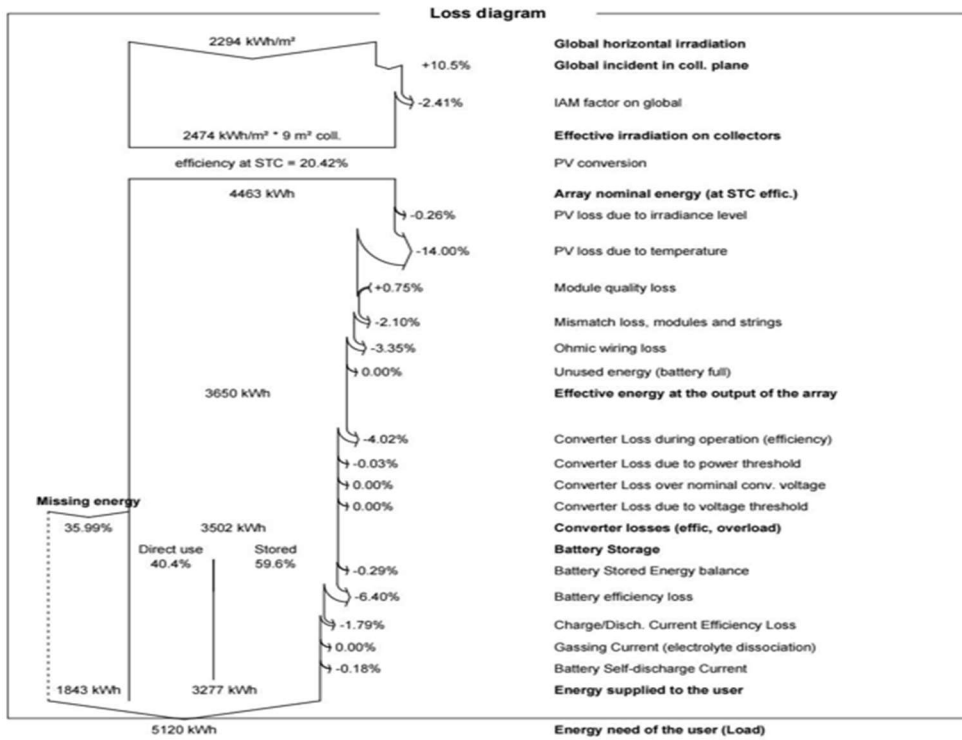 Loss diagram
2294 kWh/m² Global horizontal irradiation
+10.5% Global incident in coll. plane
-2.41% IAM factor on global
2474 kWh/m² * 9 m² coll. Effective irradiation on collectors
efficiency at STC = 20.42% PV conversion
4463 kWh Array nominal energy (at STC effic.)
-0.26% PV loss due to irradiance level
-14.00% PV loss due to temperature
+0.75% Module quality loss
-2.10% Mismatch loss, modules and strings
-3.35% Ohmic wiring loss
0.00% Unused energy (battery full)
3650 kWh Effective energy at the output of the array
-4.02% Converter Loss during operation (efficiency)
-0.03% Converter Loss due to power threshold
0.00% Converter Loss over nominal conv. voltage
Missing energy 0.00% Converter Loss due to voltage threshold
35.99% 3502 kWh Converter losses (effic, overload)
Direct use Stored Battery Storage
40.4% 59.6% -0.29% Battery Stored Energy balance
-6.40% Battery efficiency loss
-1.79% Charge/Disch. Current Efficiency Loss
0.00% Gassing Current (electrolyte dissociation)
-0.18% Battery Self-discharge Current
1843 kWh 3277 kWh Energy supplied to the user
5120 kWh Energy need of the user (Load)